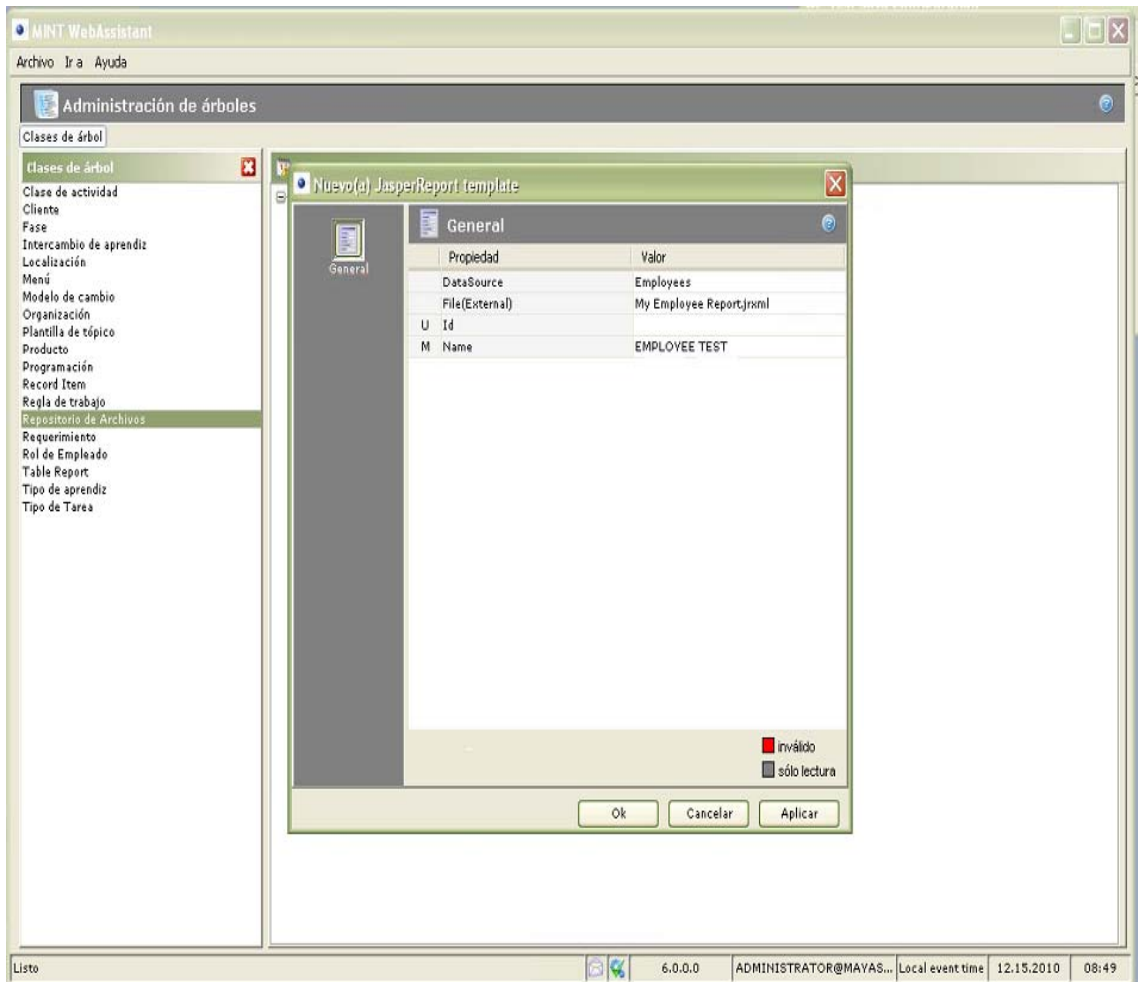 MINT WebAssistant
Archivo Ir a Ayuda
Administración de árboles
Clases de árbol
Clases de árbol
Clase de actividad
Cliente
Fase
Intercambio de aprendiz
Localización
Menú
Modelo de cambio
Organización
Plantilla de tópico
Producto
Programación
Record Item
Regla de trabajo
Repositorio de Archivos
Requerimiento
Rol de Empleado
Table Report
Tipo de aprendiz
Tipo de Tarea
Nuevo(a) JasperReport template
General
General
Propiedad Valor
DataSource Employees
File(External) My Employee Report.jrxml
U Id
M Name EMPLOYEE TEST
inválido
sólo lectura
Ok Cancelar Aplicar
Listo 6.0.0.0 ADMINISTRATOR@MAYAS... Local event time 12.15.2010 08:49